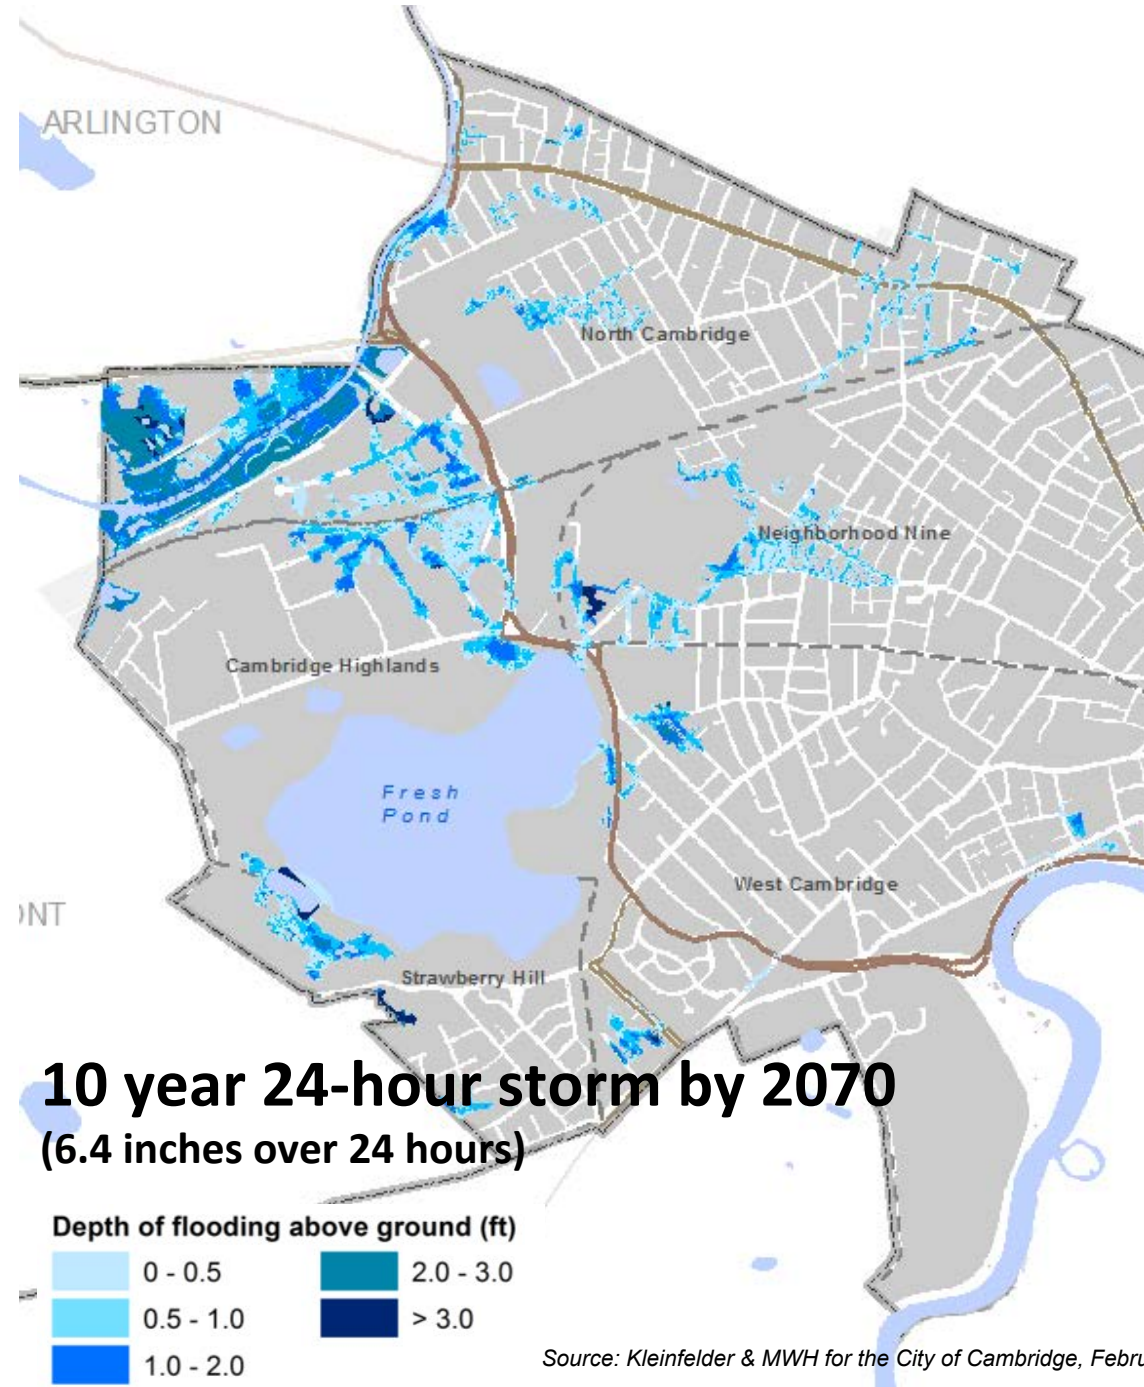 ARLINGTON
North Cambridge
Neighborhood Nine
Cambridge Highlands
Fresh
Pond
West Cambridge
ONT
Strawberry Hill
10 year 24-hour storm by 2070
(6.4 inches over 24 hours)
Depth of flooding above ground (ft)
0 - 0.5
0.5 - 1.0
1.0 - 2.0
2.0 - 3.0
> 3.0
Source: Kleinfelder & MWH for the City of Cambridge, Febru